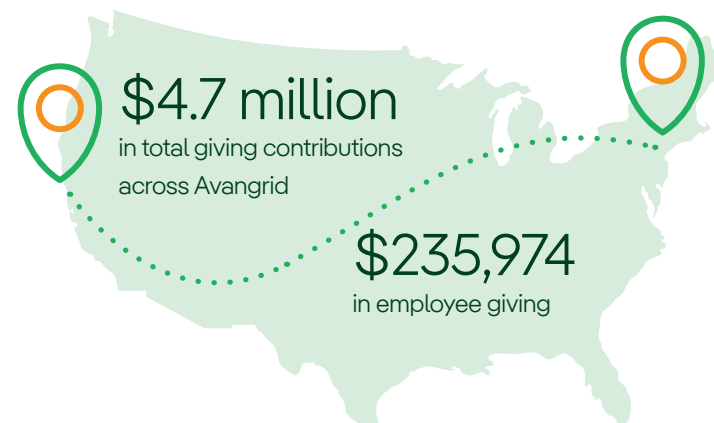 $4.7 million
in total giving contributions
across Avangrid
$235,974
in employee giving